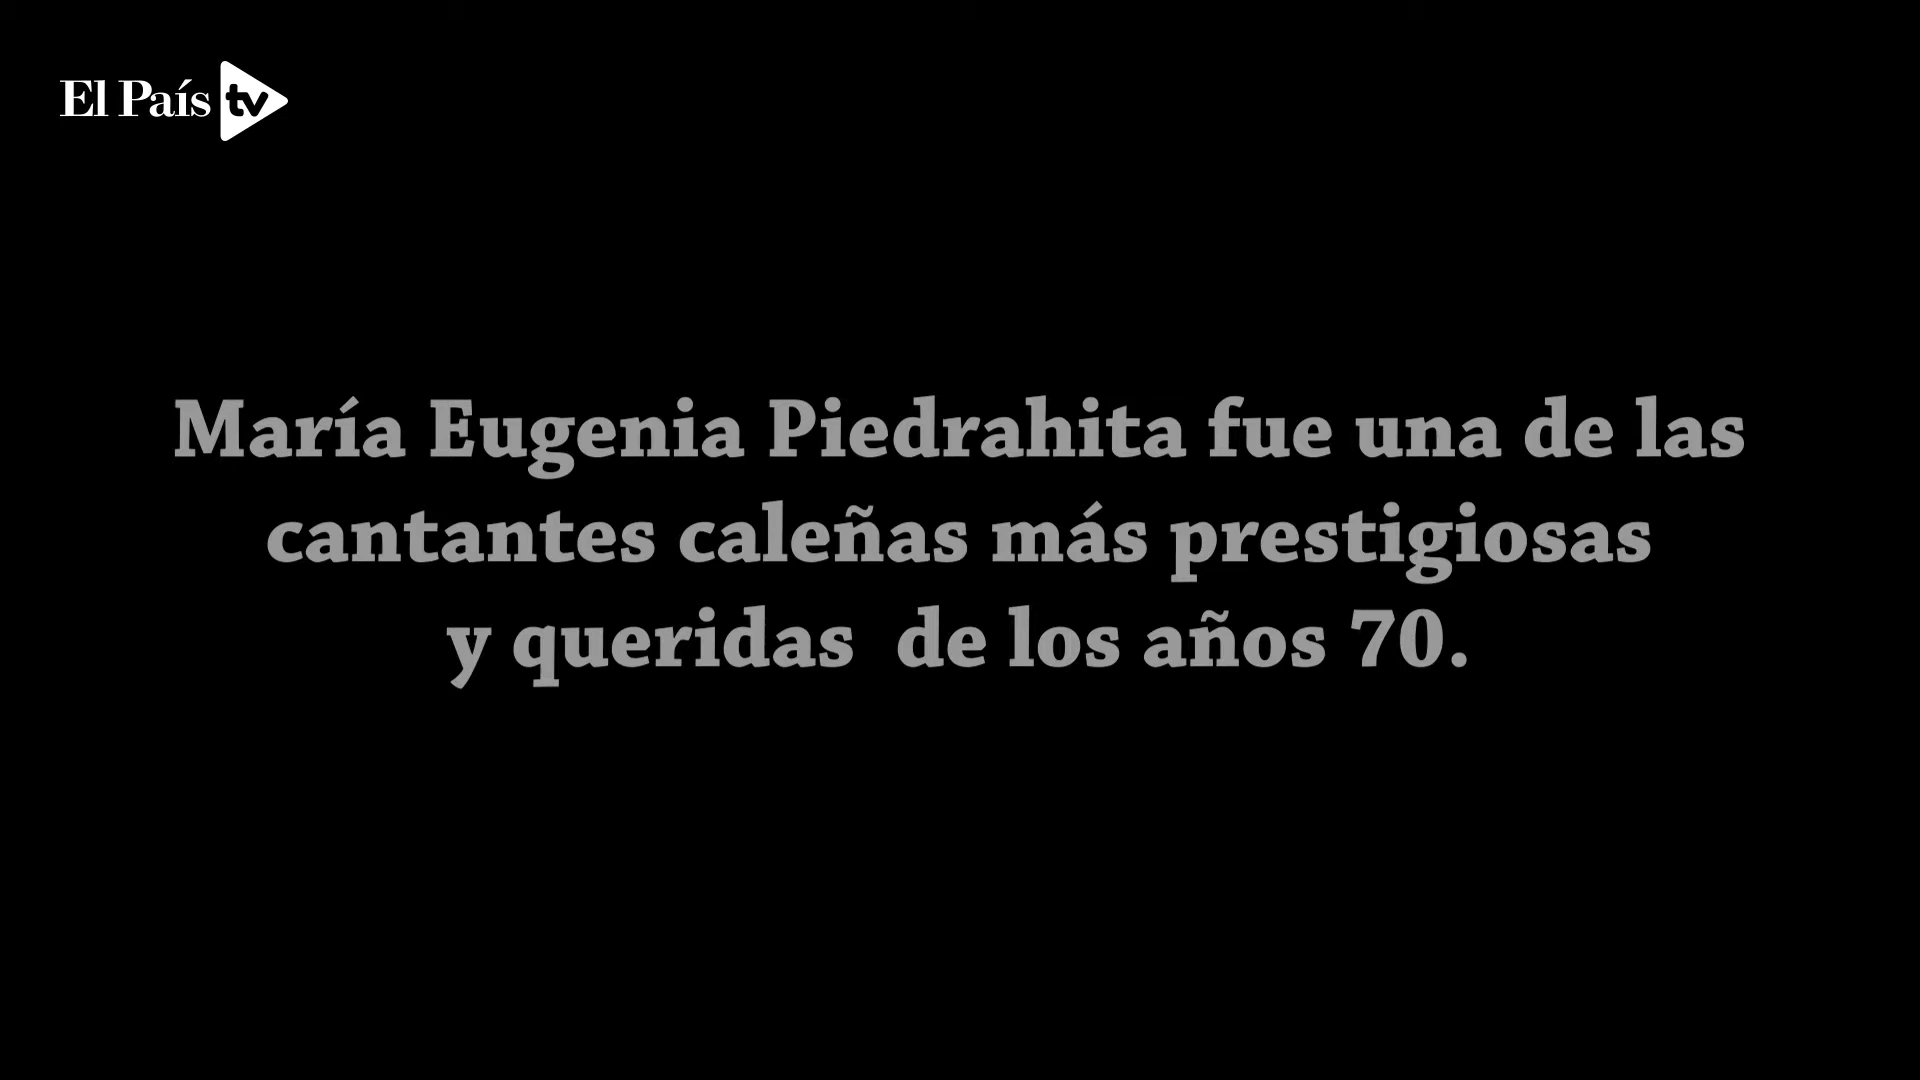 El País tv
María Eugenia Piedrahita fue una de las
cantantes caleñas más prestigiosas
y queridas  de los años 70.